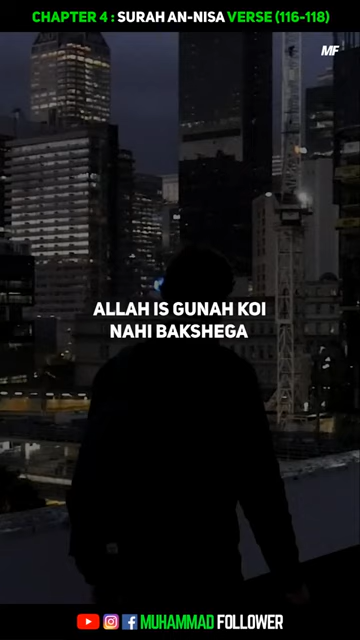 CHAPTER 4 : SURAH AN-NISA VERSE (116-118)
MF
ALLAH IS GUNAH KOI
NAHI BAKSHEGA
MUHAMMAD FOLLOWER